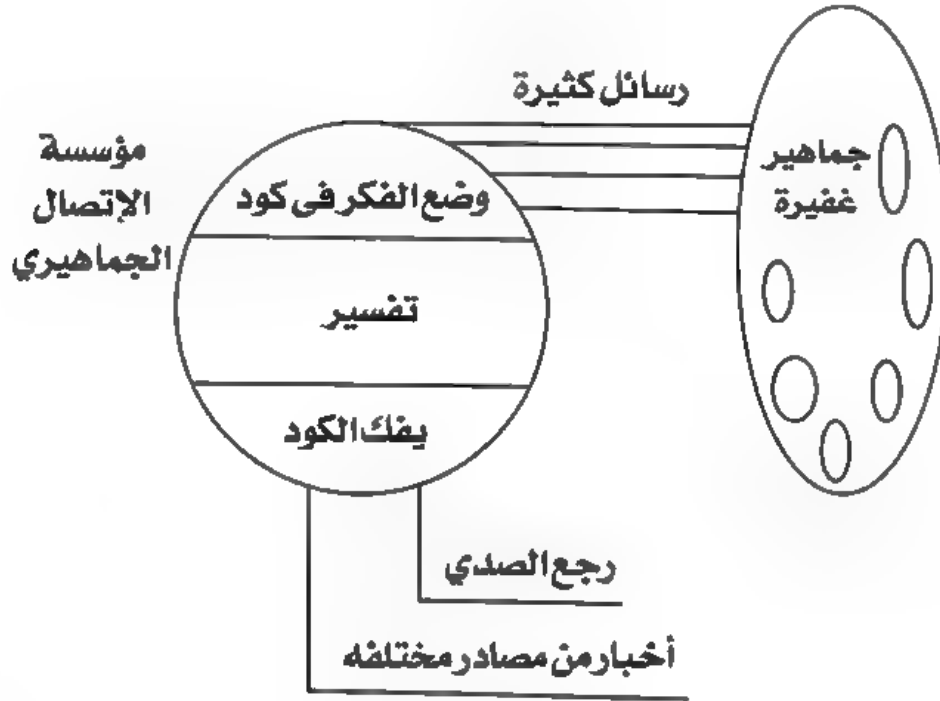 رسائل كثيرة
جماهير
غفيرة
مؤسسة
الإتصال
الجماهيري
وضع الفكر فى كود
تفسير
يفك الكود
رجع الصدي
أخبار من مصادر مختلفه